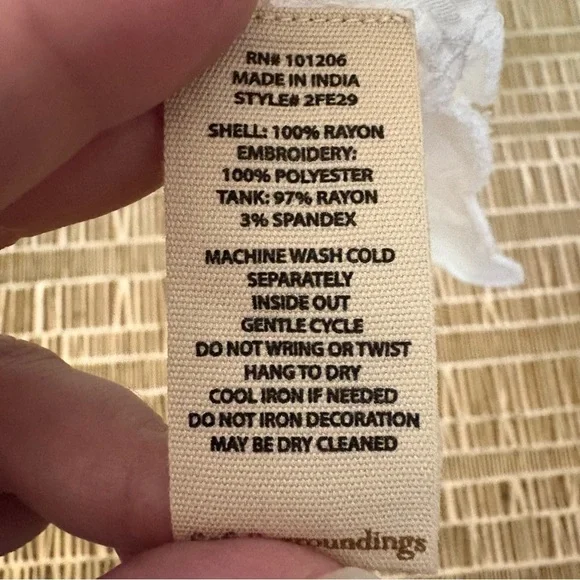 RN# 101206
MADE IN INDIA
STYLE# 2FE29
SHELL: 100% RAYON
EMBROIDERY:
100% POLYESTER
TANK: 97% RAYON
3% SPANDEX
MACHINE WASH COLD
SEPARATELY
INSIDE OUT
GENTLE CYCLE
DO NOT WRING OR TWIST
HANG TO DRY
COOL IRON IF NEEDED
DO NOT IRON DECORATION
MAY BE DRY CLEANED